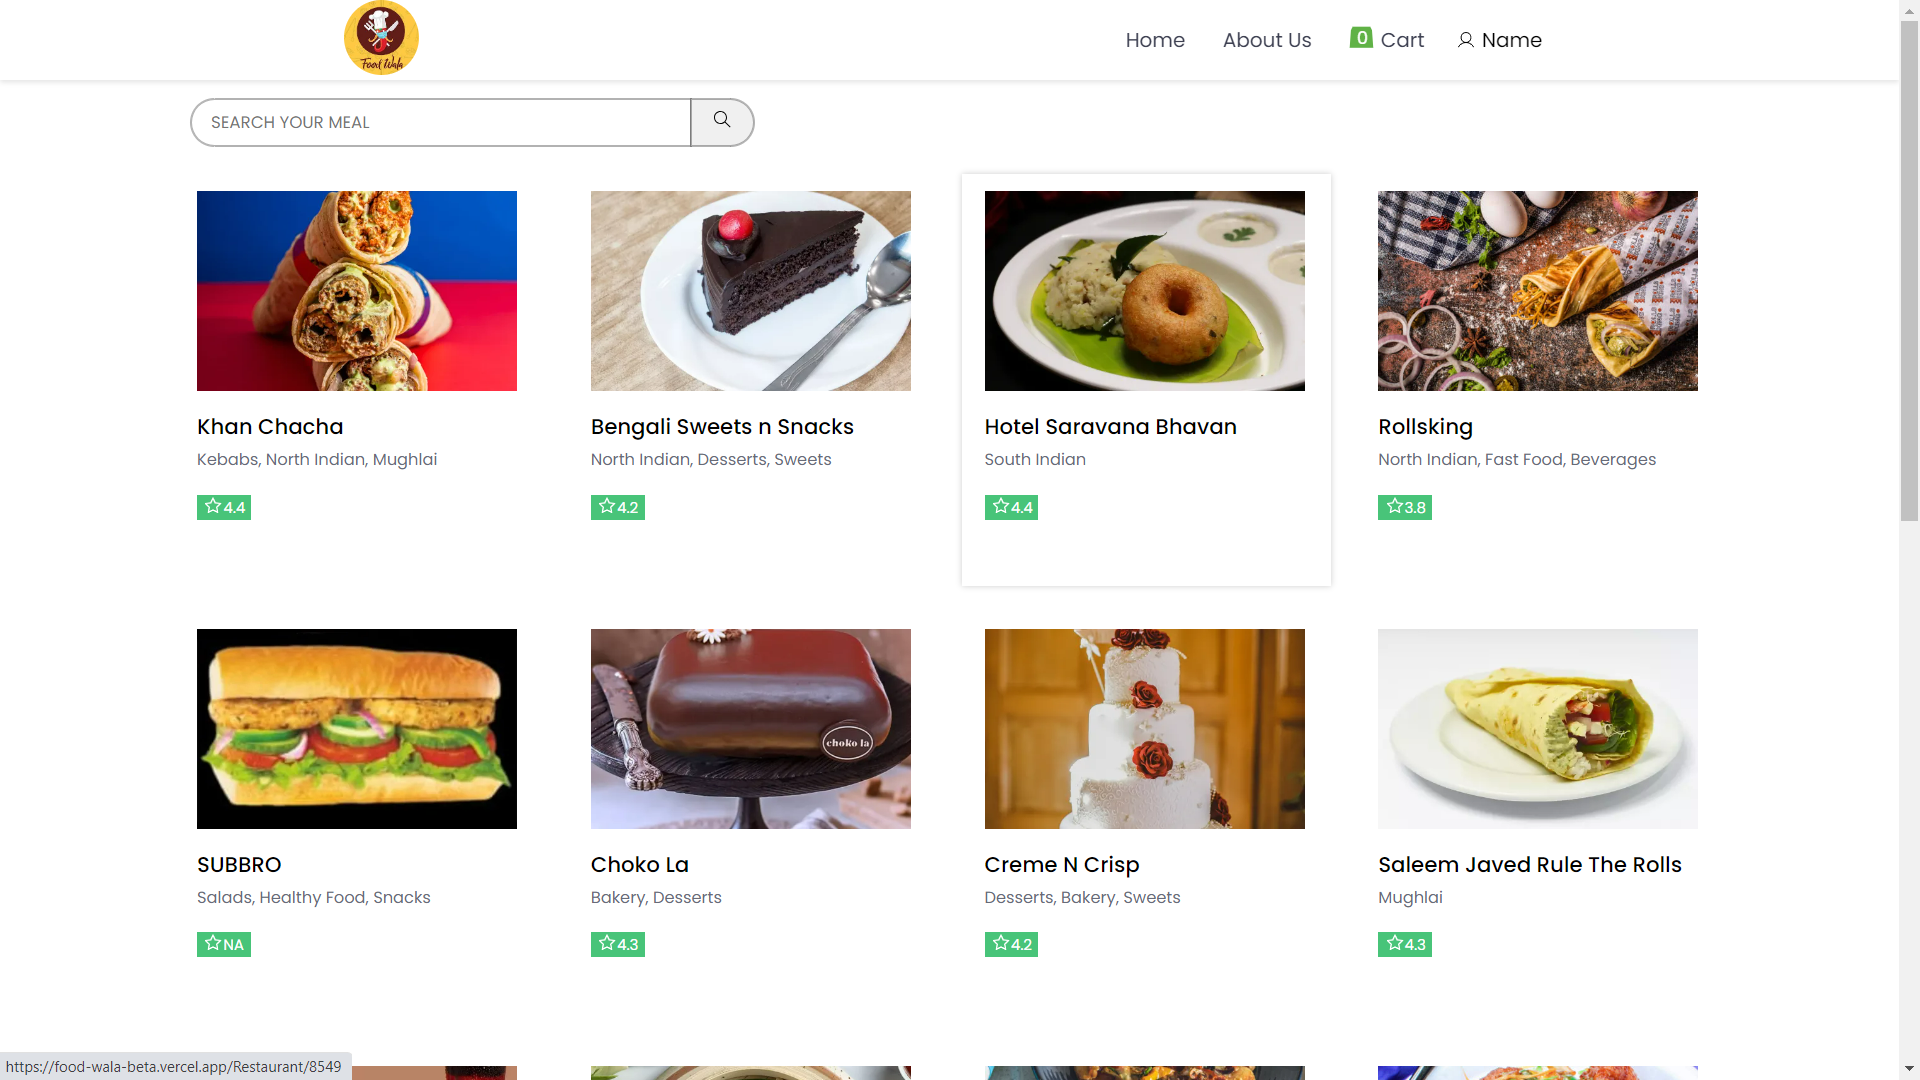 Food Wala
Home
About Us
0 Cart
Name
SEARCH YOUR MEAL
Khan Chacha
Kebabs, North Indian, Mughlai
4.4
Bengali Sweets n Snacks
North Indian, Desserts, Sweets
4.2
Hotel Saravana Bhavan
South Indian
4.4
Rollsking
North Indian, Fast Food, Beverages
3.8
choko la
SUBBRO
Salads, Healthy Food, Snacks
NA
Choko La
Bakery, Desserts
4.3
Creme N Crisp
Desserts, Bakery, Sweets
4.2
Saleem Javed Rule The Rolls
Mughlai
4.3
https://food-wala-beta.vercel.app/Restaurant/8549